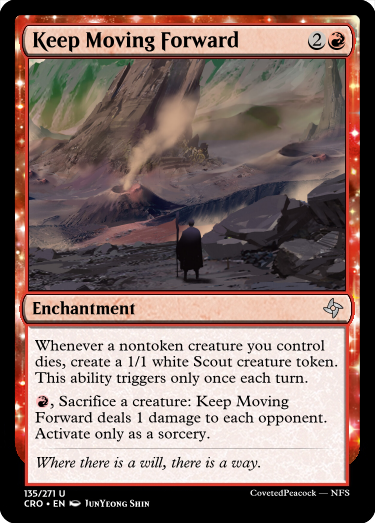 Keep Moving Forward 2
Enchantment
Whenever a nontoken creature you control
dies, create a 1/1 white Scout creature token.
This ability triggers only once each turn.
, Sacrifice a creature: Keep Moving
Forward deals 1 damage to each opponent.
Activate only as a sorcery.
Where there is a will, there is a way.
135/271 U
CRO • EN JunYeong Shin
CovetedPeacock — NFS